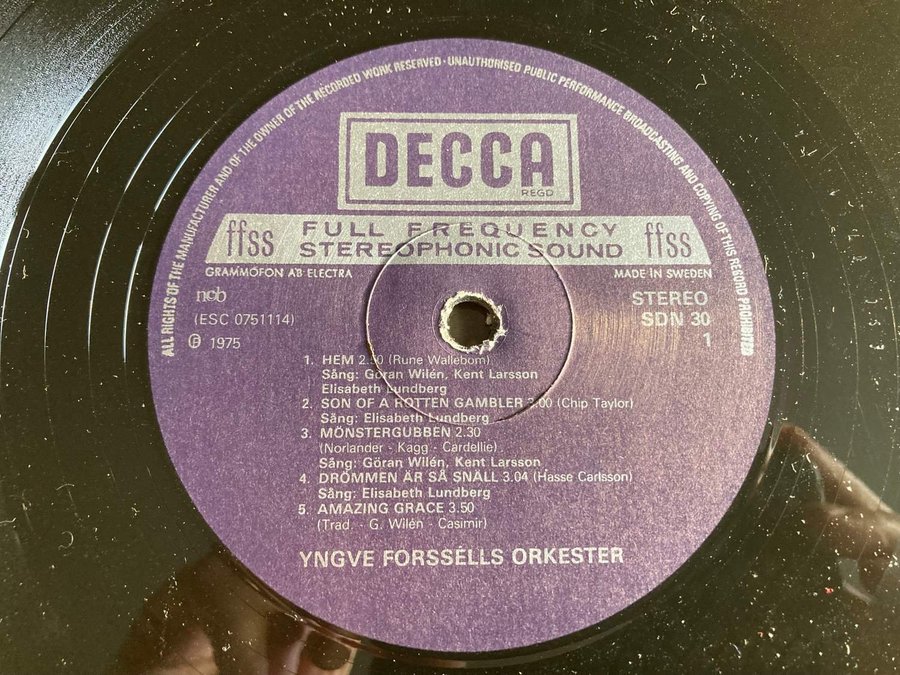 ALL RIGHTS OF THE MANUFACTURER AND OF THE OWNER OF THE RECORDED WORK RESERVED · UNAUTHORISED PUBLIC PERFORMANCE BROADCASTING AND COPYING OF THIS RECORD PROHIBITED
DECCA
REGD
ffss FULL FREQUENCY STEREOPHONIC SOUND ffss
GRAMMOFON AB ELECTRA MADE IN SWEDEN
ncb STEREO
(ESC 0751114) SDN 30
Ⓟ 1975 1
1. HEM 2.50 (Rune Wallebom)
Sång: Göran Wilén, Kent Larsson
Elisabeth Lundberg
2. SON OF A ROTTEN GAMBLER 3.00 (Chip Taylor)
Sång: Elisabeth Lundberg
3. MÖNSTERGUBBEN 2.30
(Norlander - Kagg - Cardellie)
Sång: Göran Wilén, Kent Larsson
4. DRÖMMEN ÄR SÅ SNÄLL 3.04 (Hasse Carlsson)
Sång: Elisabeth Lundberg
5. AMAZING GRACE 3.50
(Trad. - G. Wilén - Casimir)
YNGVE FORSSÉLLS ORKESTER